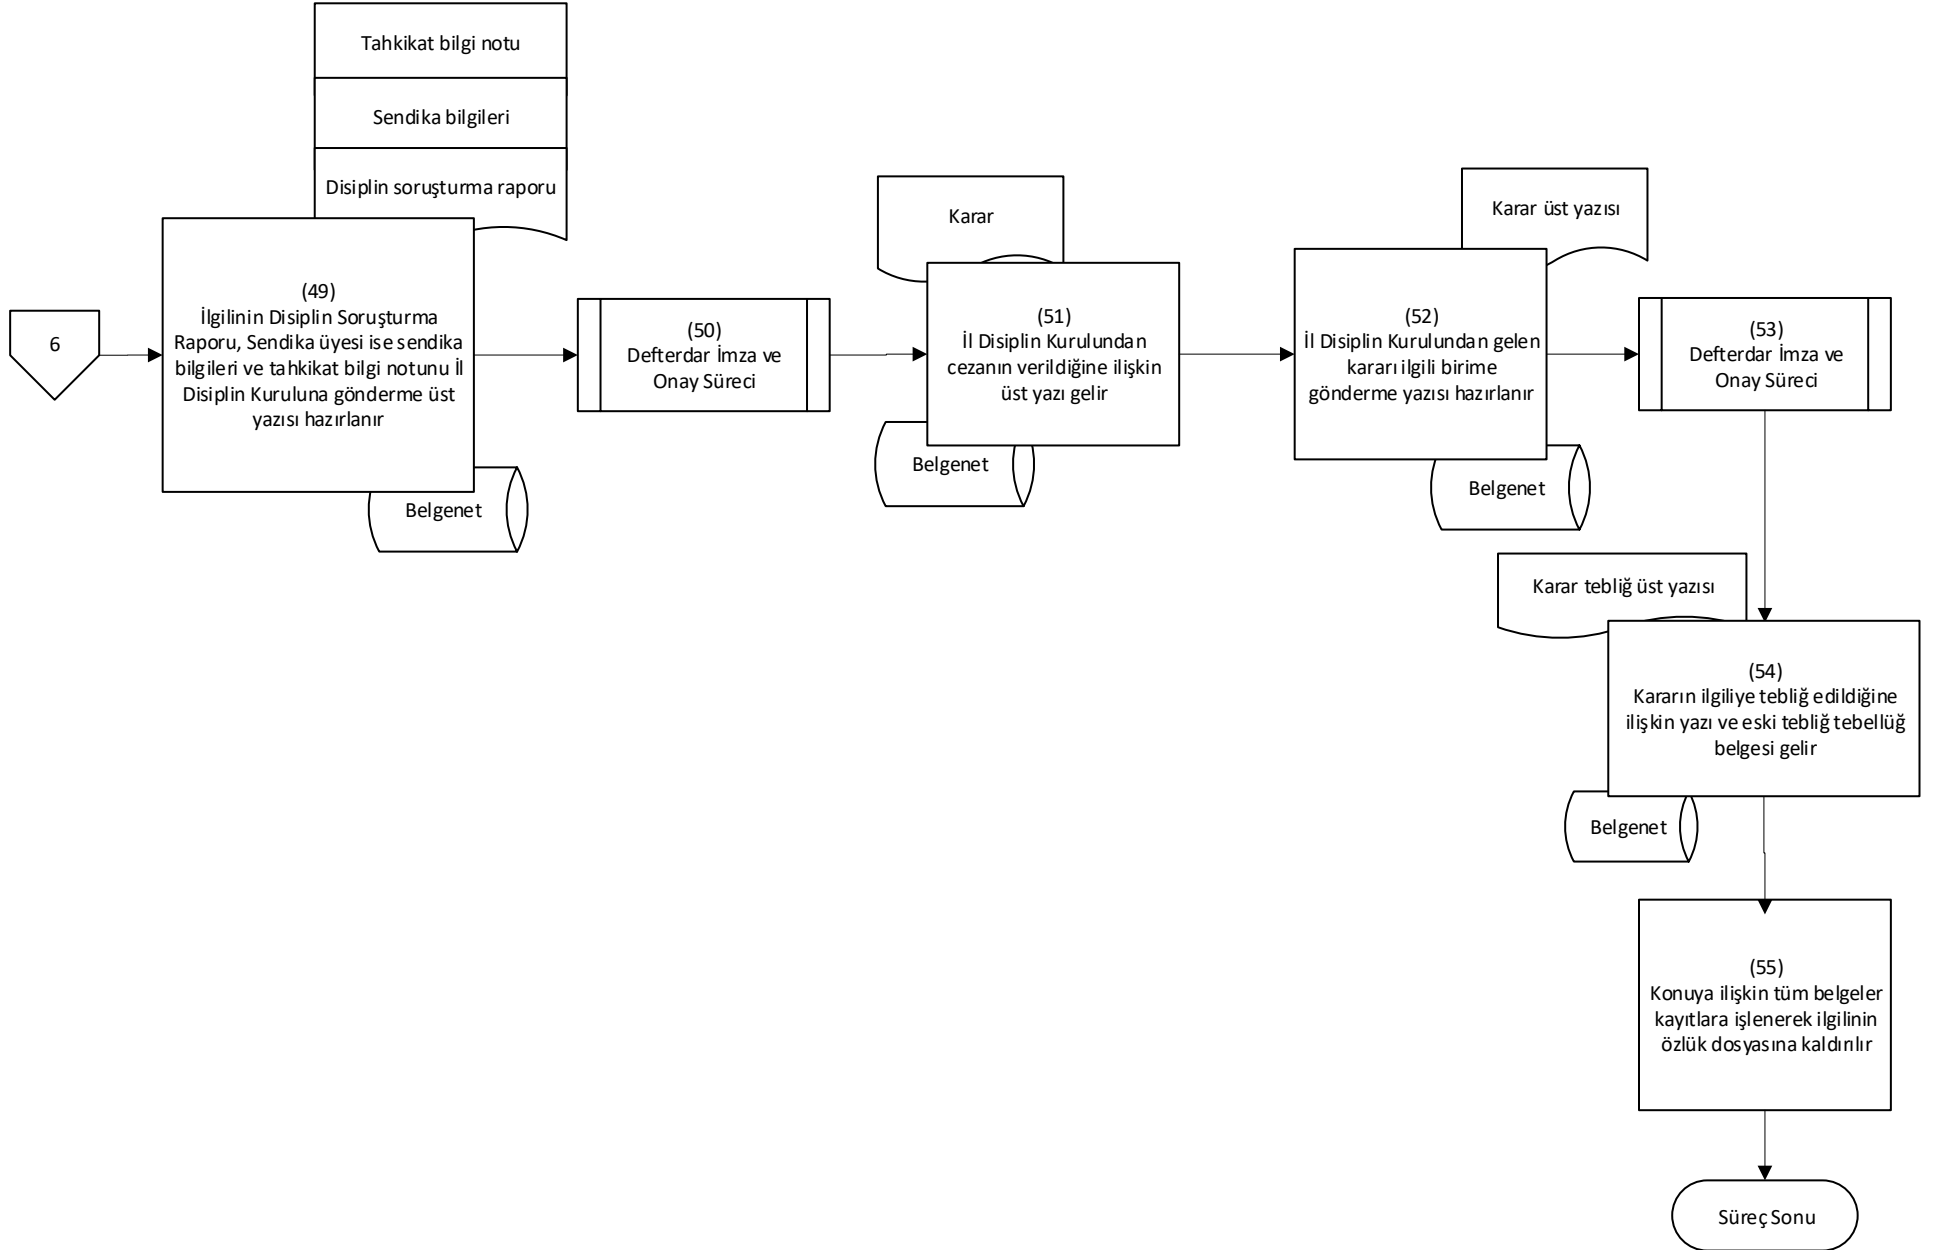 Tahkikat bilgi notu
Sendika bilgileri
Disiplin soruşturma raporu
6
(49)
İlgilinin Disiplin Soruşturma
Raporu, Sendika üyesi ise sendika
bilgileri ve tahkikat bilgi notunu İl
Disiplin Kuruluna gönderme üst
yazısı hazırlanır
Belgenet
(50)
Defterdar İmza ve
Onay Süreci
Karar
(51)
İl Disiplin Kurulundan
cezanın verildiğine ilişkin
üst yazı gelir
Belgenet
Karar üst yazısı
(52)
İl Disiplin Kurulundan gelen
kararı ilgili birime
gönderme yazısı hazırlanır
Belgenet
(53)
Defterdar İmza ve
Onay Süreci
Karar tebliğ üst yazısı
(54)
Kararın ilgiliye tebliğ edildiğine
ilişkin yazı ve eski tebliğ tebellüğ
belgesi gelir
Belgenet
(55)
Konuya ilişkin tüm belgeler
kayıtlara işlenerek ilgilinin
özlük dosyasına kaldırılır
Süreç Sonu